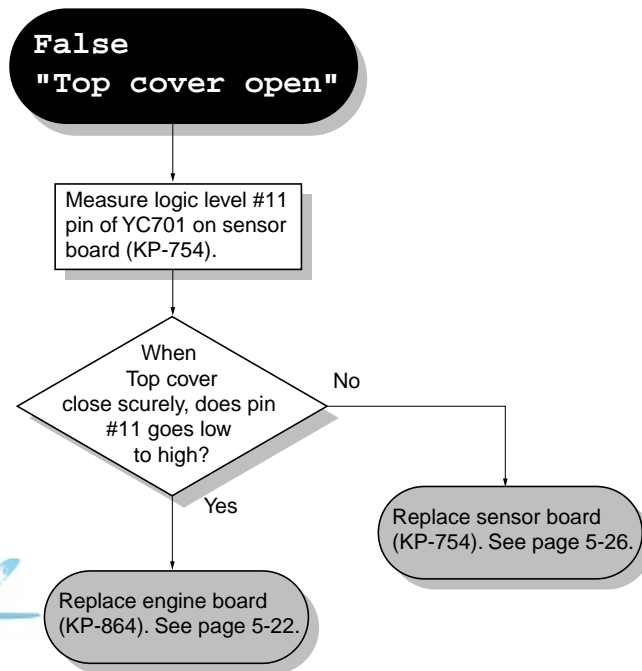 False
"Top cover open"
Measure logic level #11
pin of YC701 on sensor
board (KP-754).
When
Top cover
close scurely, does pin
#11 goes low
to high?
No
Yes
Replace sensor board
(KP-754). See page 5-26.
Replace engine board
(KP-864). See page 5-22.